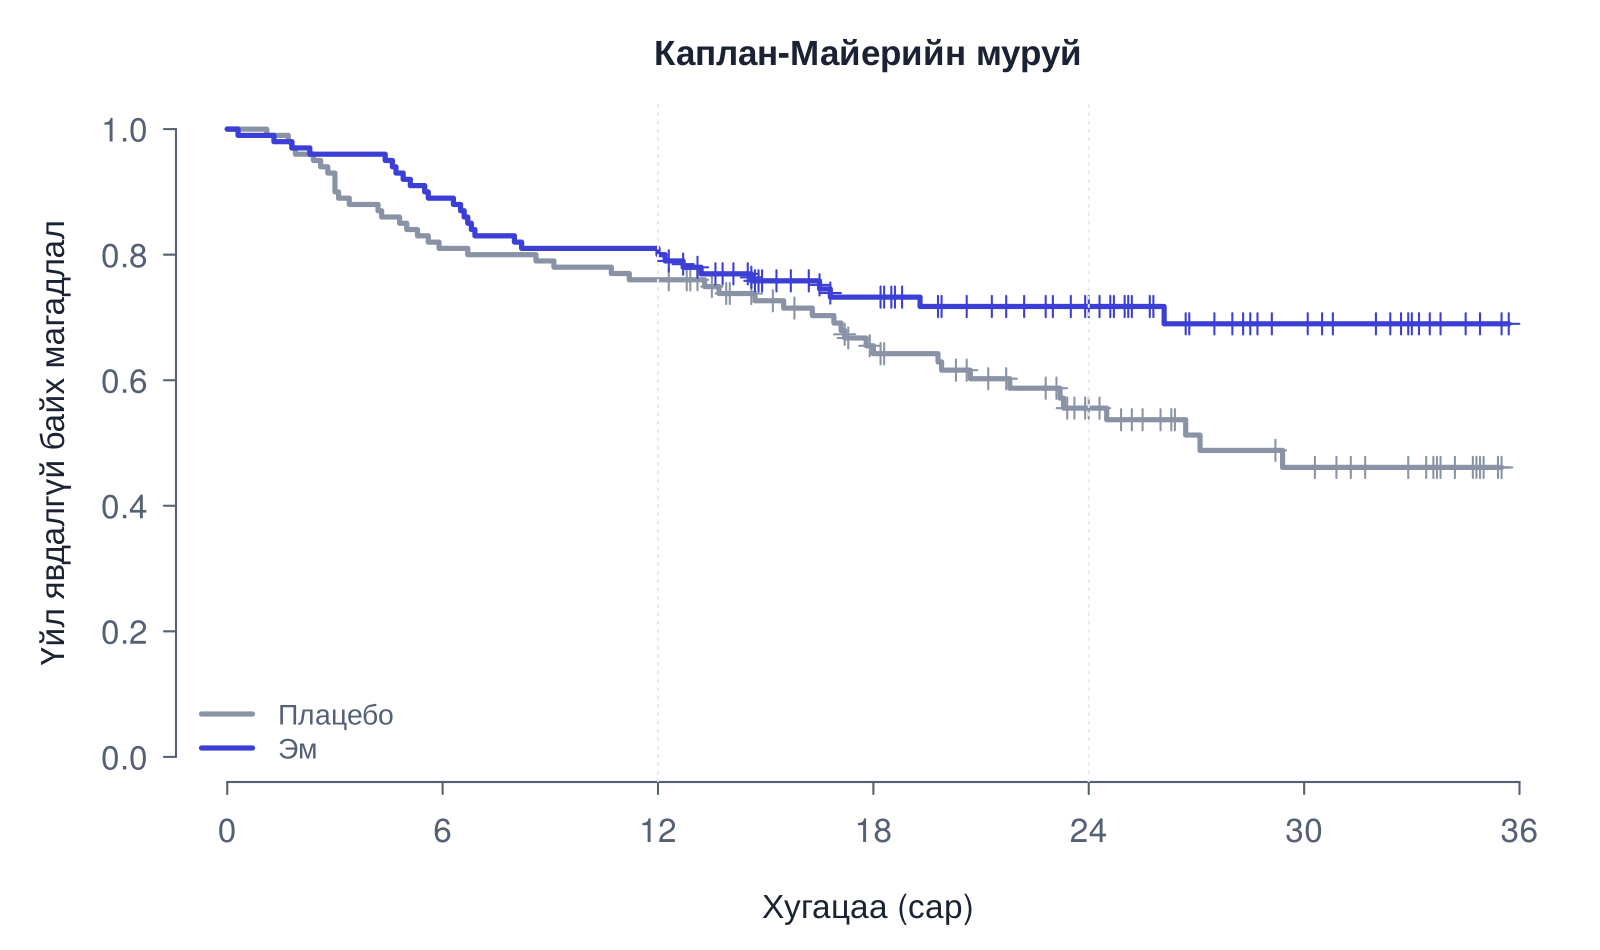 Каплан-Майерийн муруй
Үйл явдалгүй байх магадлал
1.0
0.8
0.6
0.4
0.2
0.0
Плацебо
Эм
0 6 12 18 24 30 36
Хугацаа (сар)